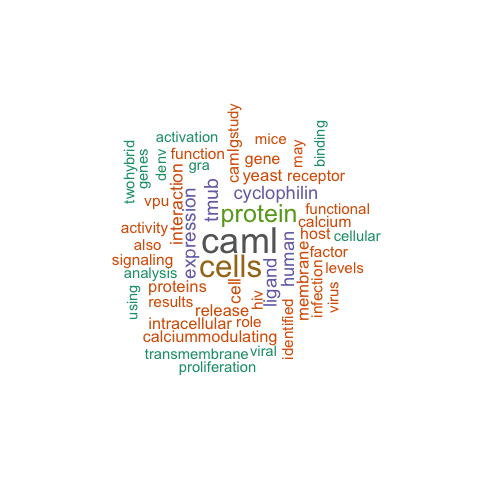 camlg
study
mice
may
binding
activation
twohybrid
genes
denv
function
gra
gene
yeast
receptor
interaction
vpu
expression
tmub
cyclophilin
protein
functional
calcium
activity
also
signaling
analysis
using
proteins
results
caml
cells
cell
ligand
human
membrane
host
cellular
factor
levels
infection
virus
release
hiv
intracellular
role
identified
calciummodulating
transmembrane
viral
proliferation